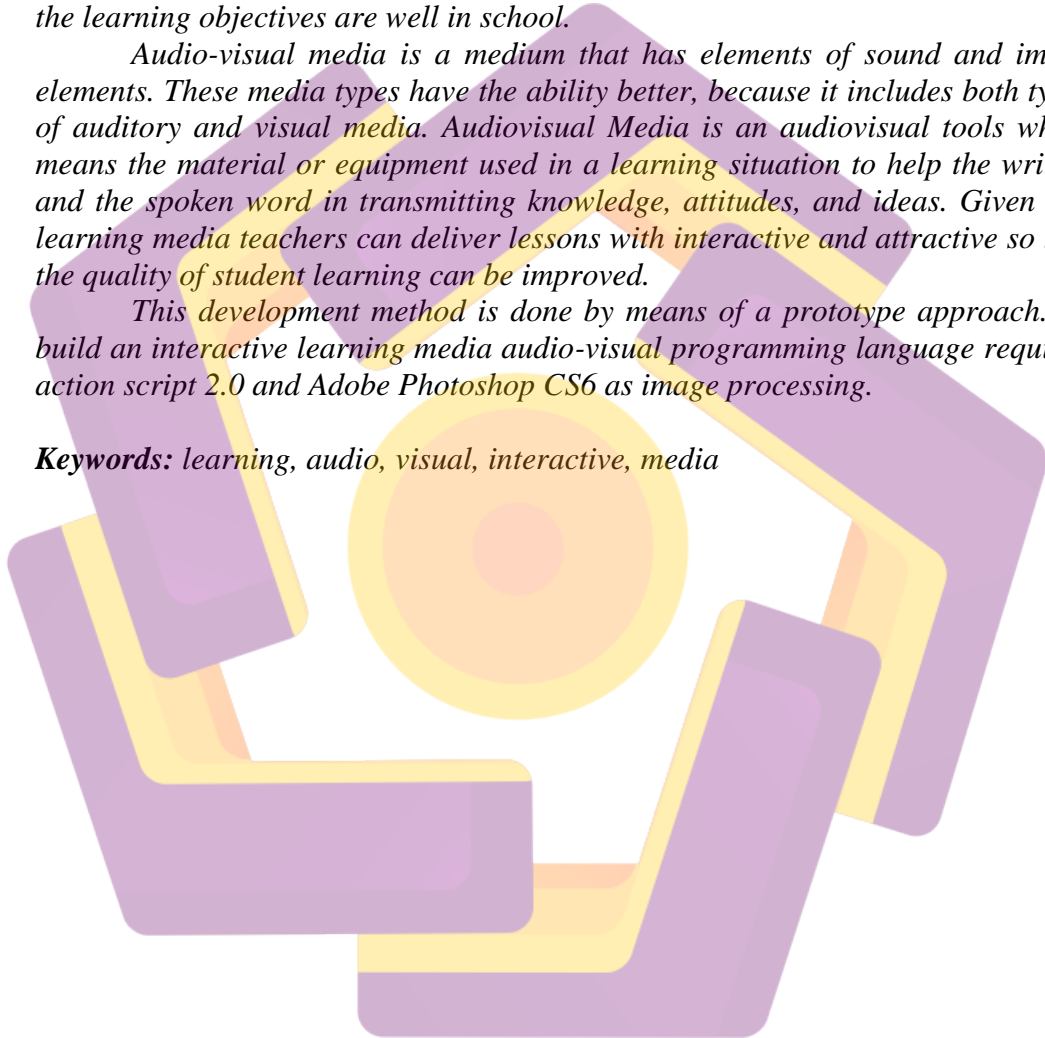 the learning objectives are well in school.
Audio-visual media is a medium that has elements of sound and
elements. These media types have the ability better, because it includes both
of auditory and visual media. Audiovisual Media is an audiovisual tools
means the material or equipment used in a learning situation to help the
and the spoken word in transmitting knowledge, attitudes, and ideas. Given
learning media teachers can deliver lessons with interactive and attractive so
the quality of student learning can be improved.
This development method is done by means of a prototype approach.
build an interactive learning media audio-visual programming language
action script 2.0 and Adobe Photoshop CS6 as image processing.
Keywords: learning, audio, visual, interactive, media